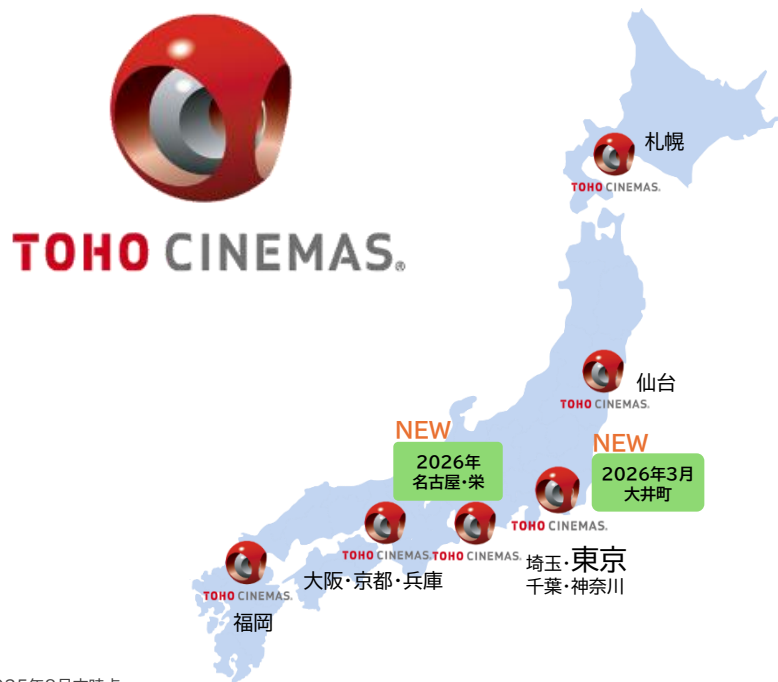 TOHO CINEMAS®
札幌
TOHO CINEMAS.
仙台
TOHO CINEMAS.
NEW
2026年
名古屋・栄
NEW
2026年3月
大井町
TOHO CINEMAS.
TOHO CINEMAS.
TOHO CINEMAS.
埼玉・東京
千葉・神奈川
大阪・京都・兵庫
TOHO CINEMAS.
福岡